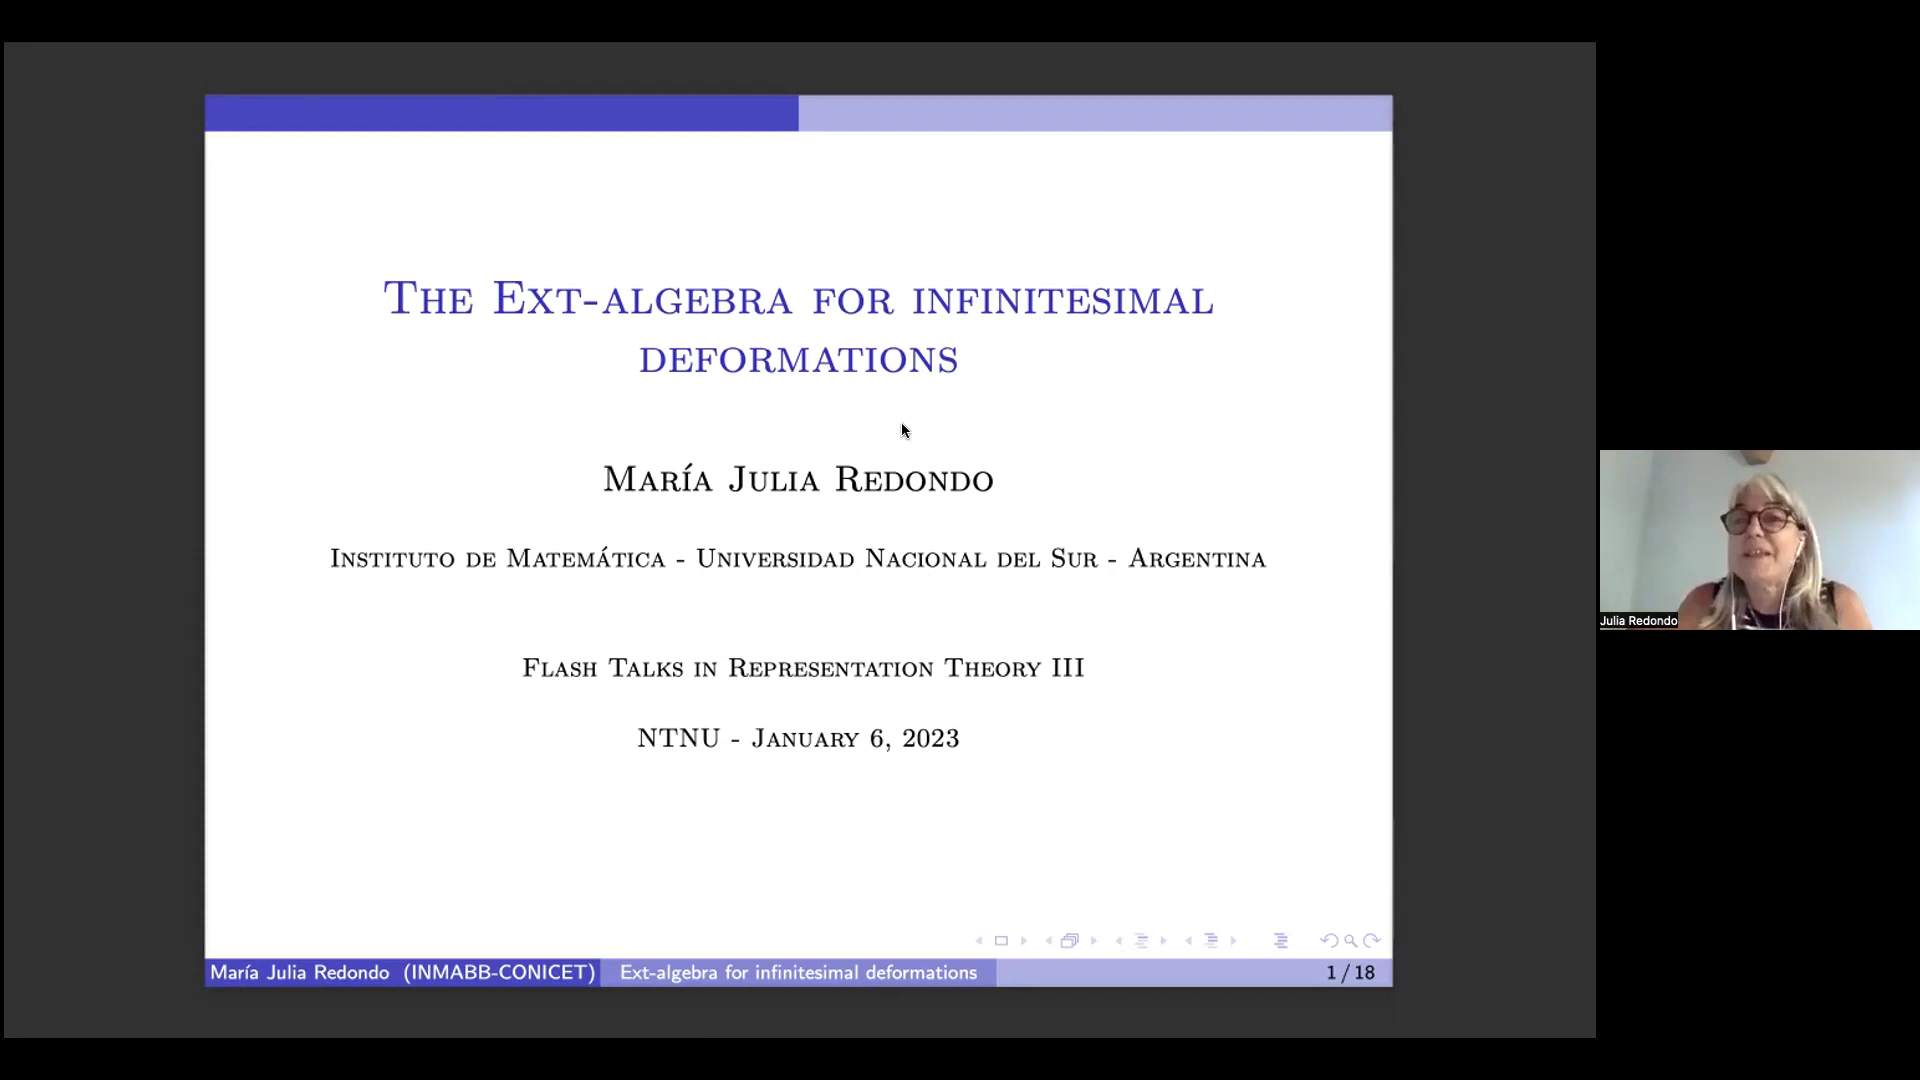 The Ext-algebra for infinitesimal
deformations
María Julia Redondo
Instituto de Matemática - Universidad Nacional del Sur - Argentina
Flash Talks in Representation Theory III
NTNU - January 6, 2023
María Julia Redondo (INMABB-CONICET) Ext-algebra for infinitesimal deformations 1 / 18
Julia Redondo